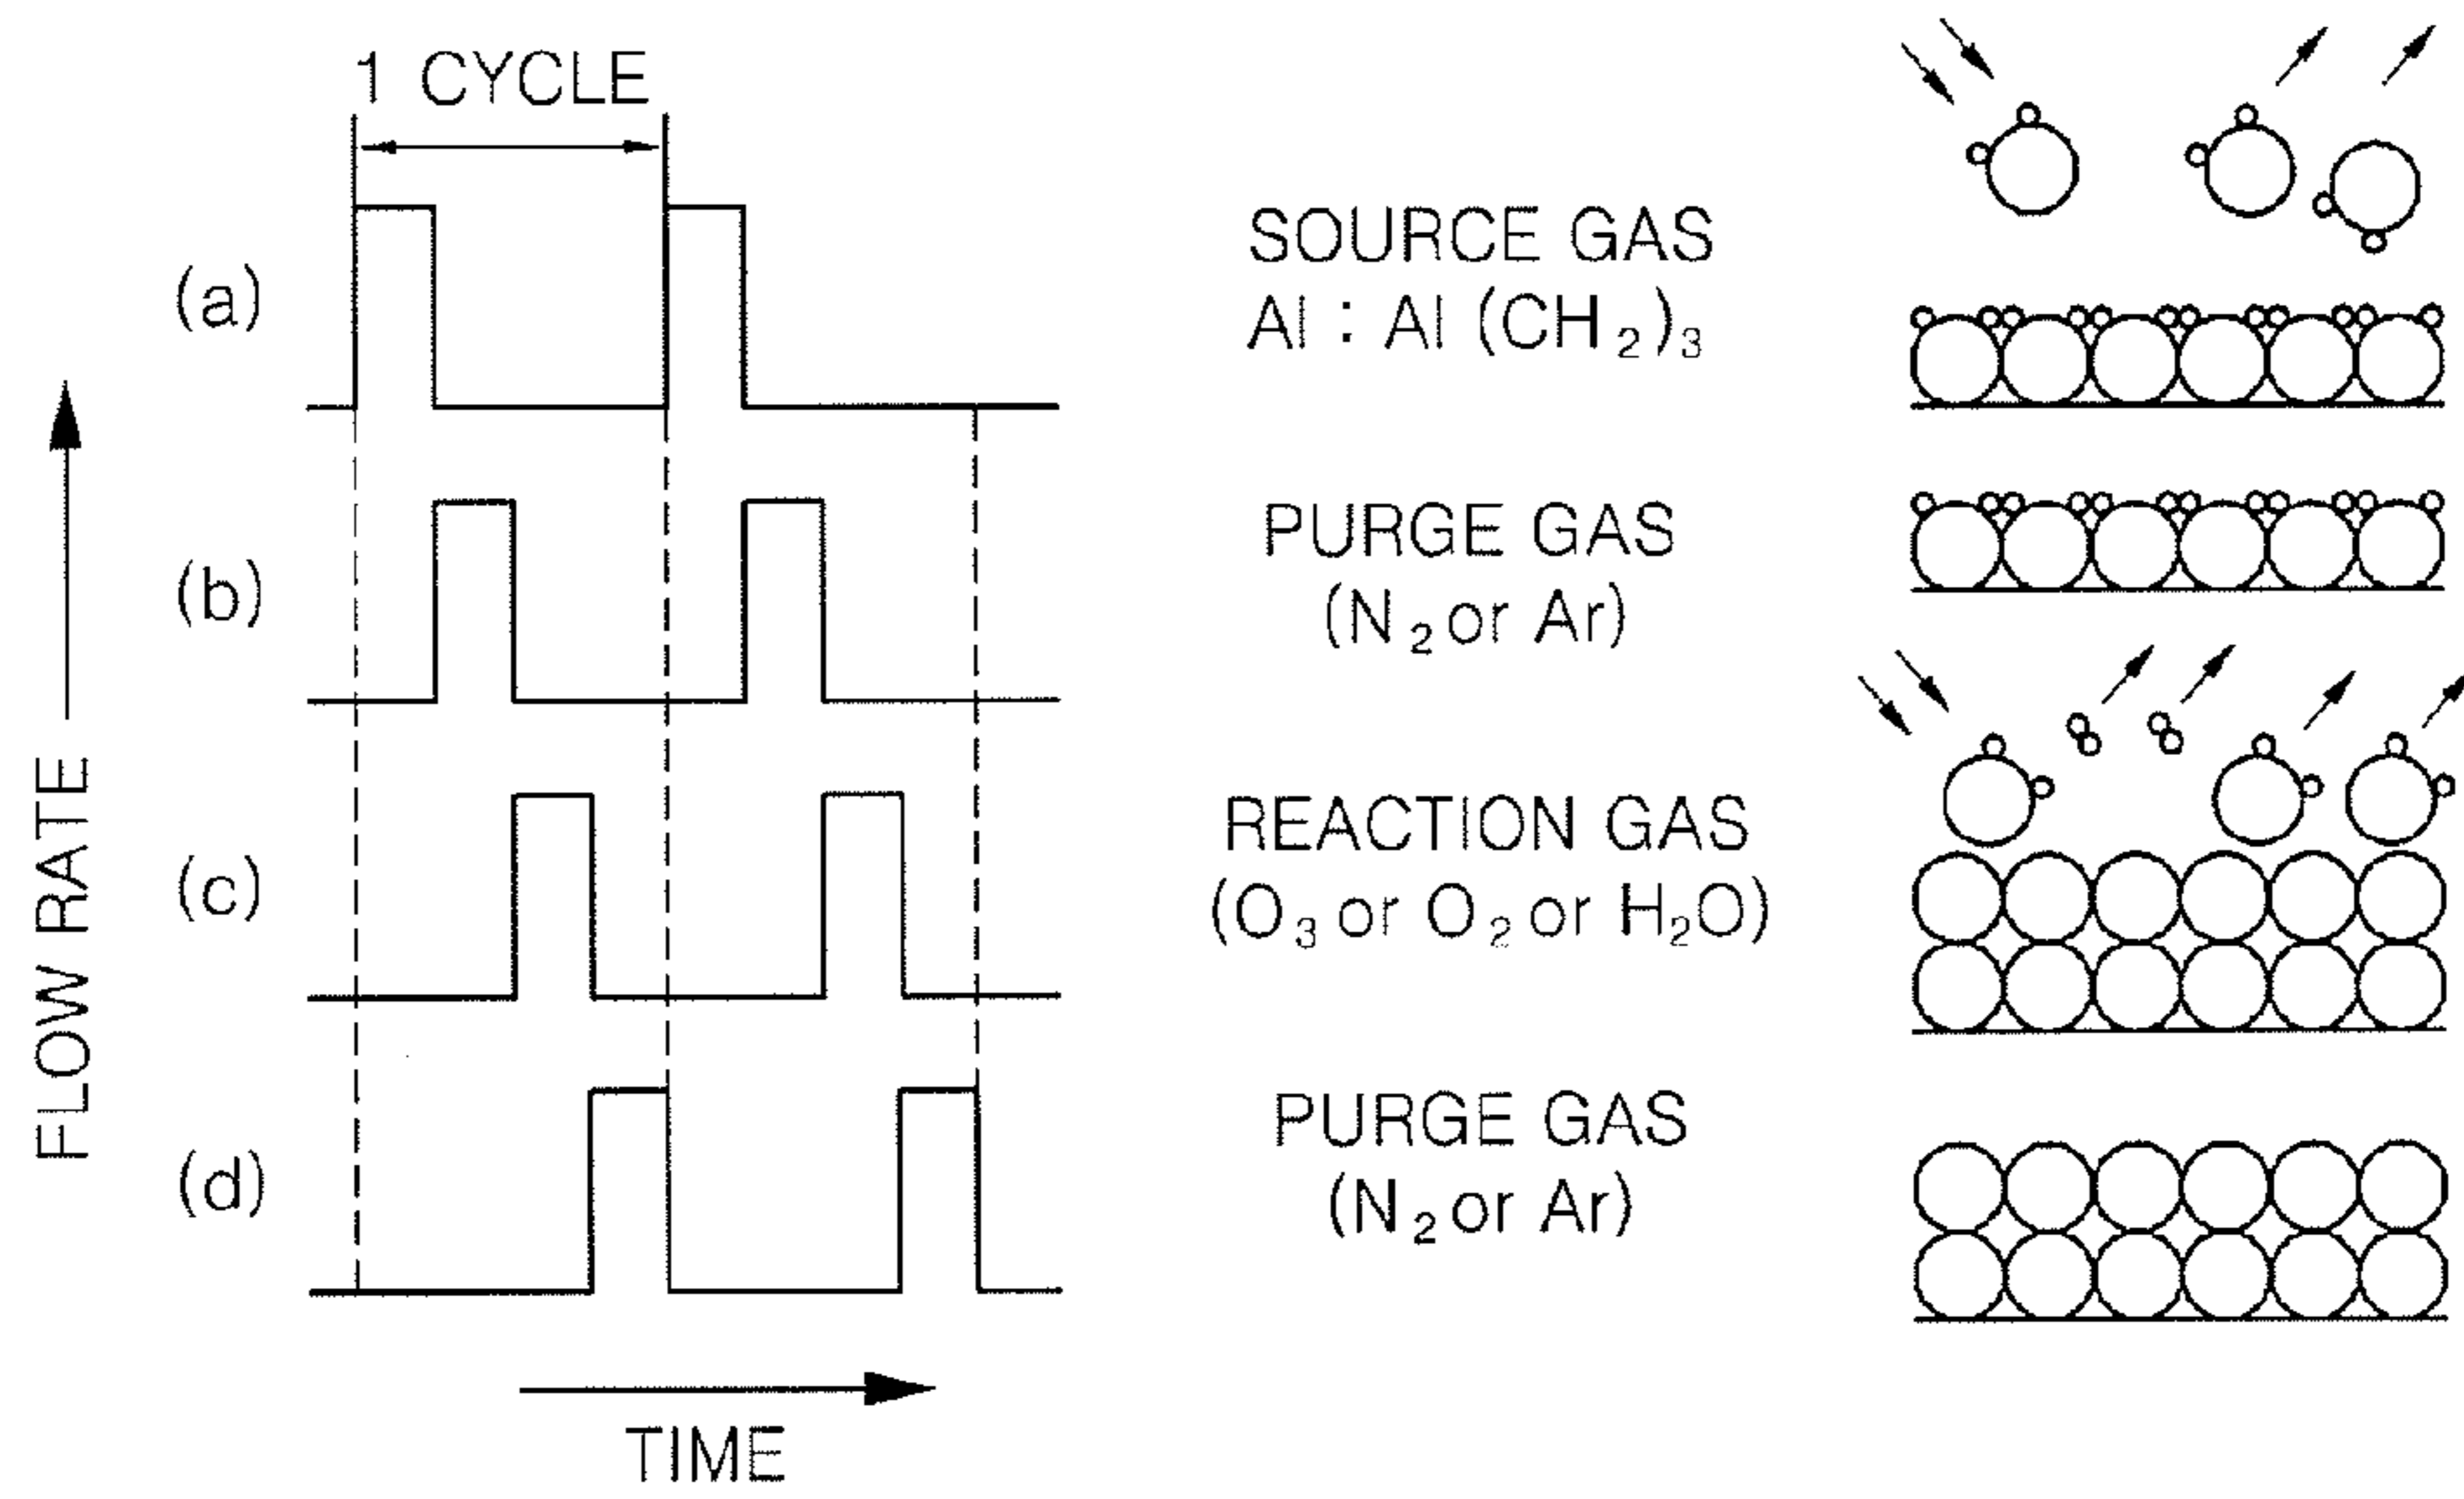 1 CYCLE
(a)
SOURCE GAS
Al : Al (CH₂)₃
(b)
PURGE GAS
(N₂ or Ar)
(c)
REACTION GAS
(O₃ or O₂ or H₂O)
(d)
PURGE GAS
(N₂ or Ar)
FLOW RATE
TIME